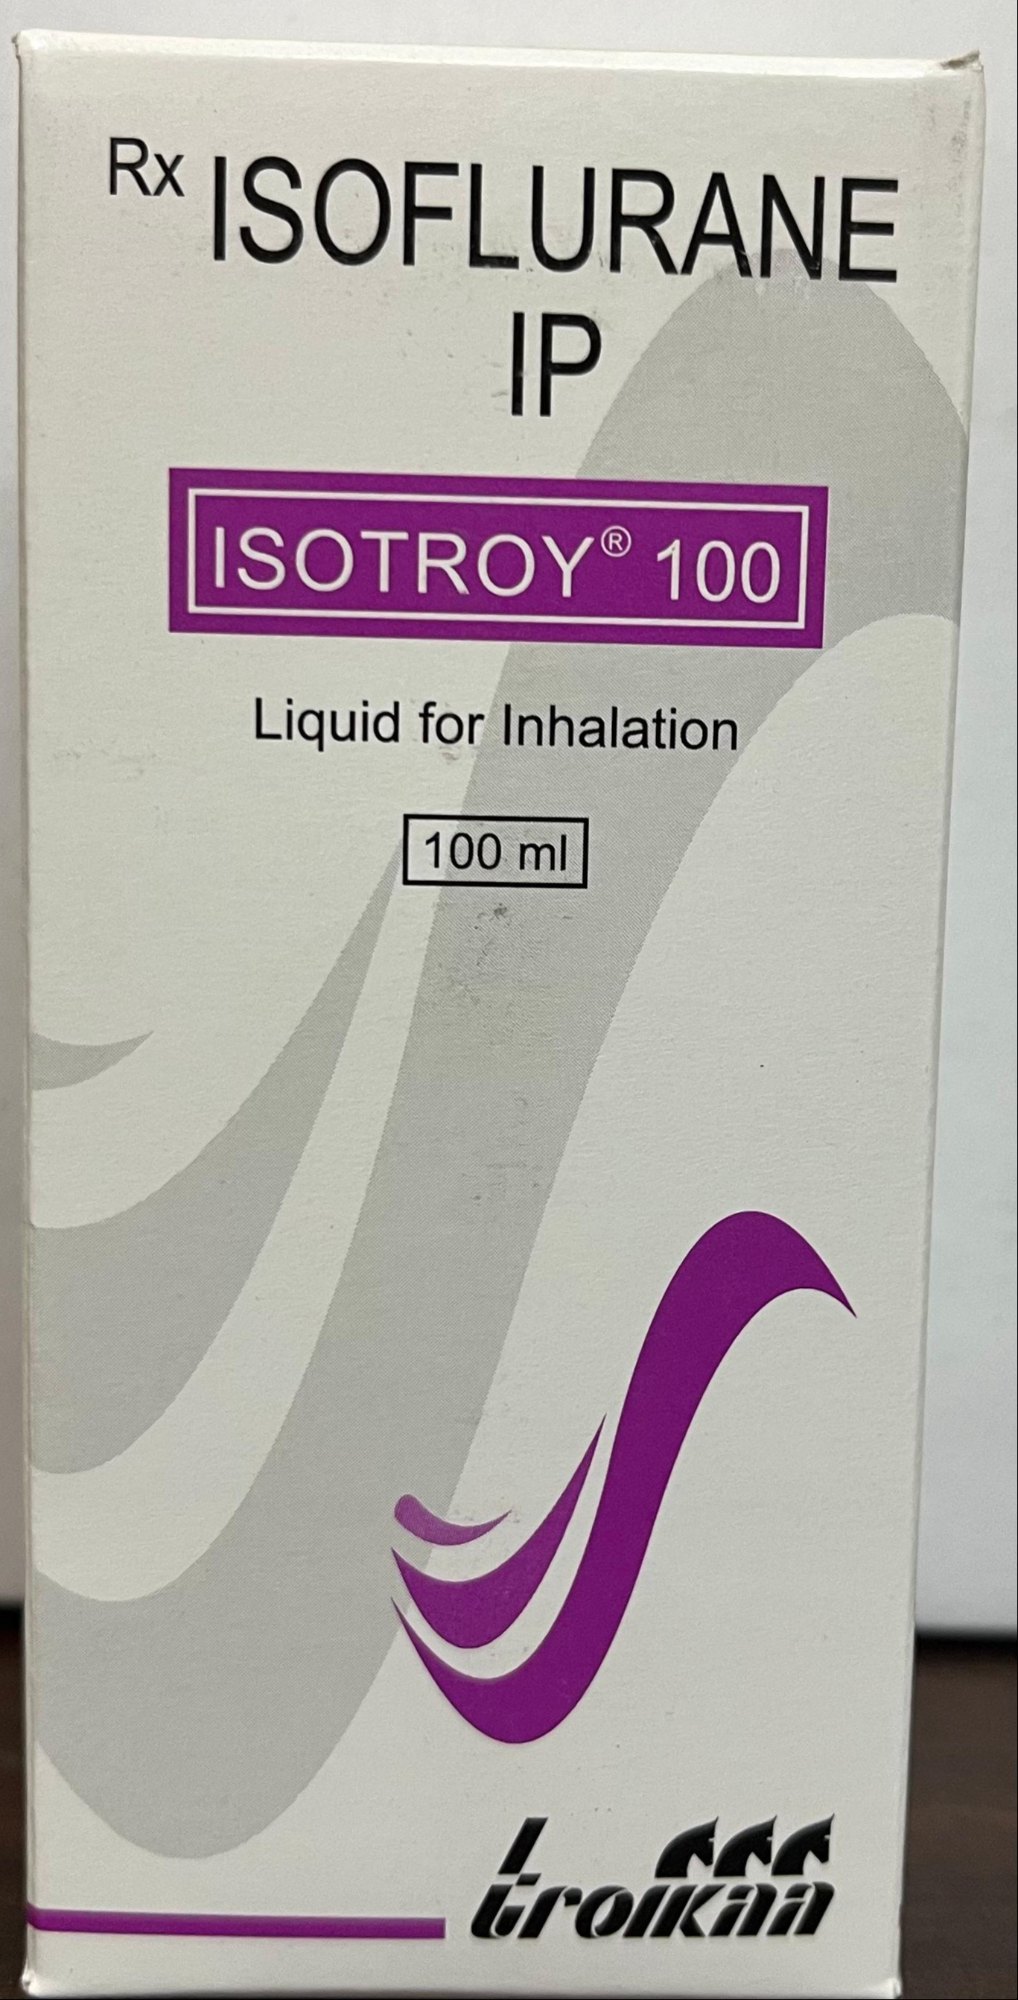 Rx ISOFLURANE
IP
ISOTROY® 100
Liquid for Inhalation
100 ml
troikaa